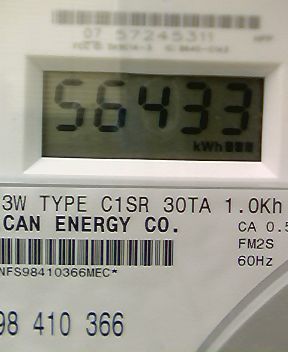 07 57245311
56433
kWh
3W TYPE C1SR 30TA 1.0Kh
CAN ENERGY CO.
CA 0.5
FM2S
NFS98410366MEC*
60Hz
98 410 366